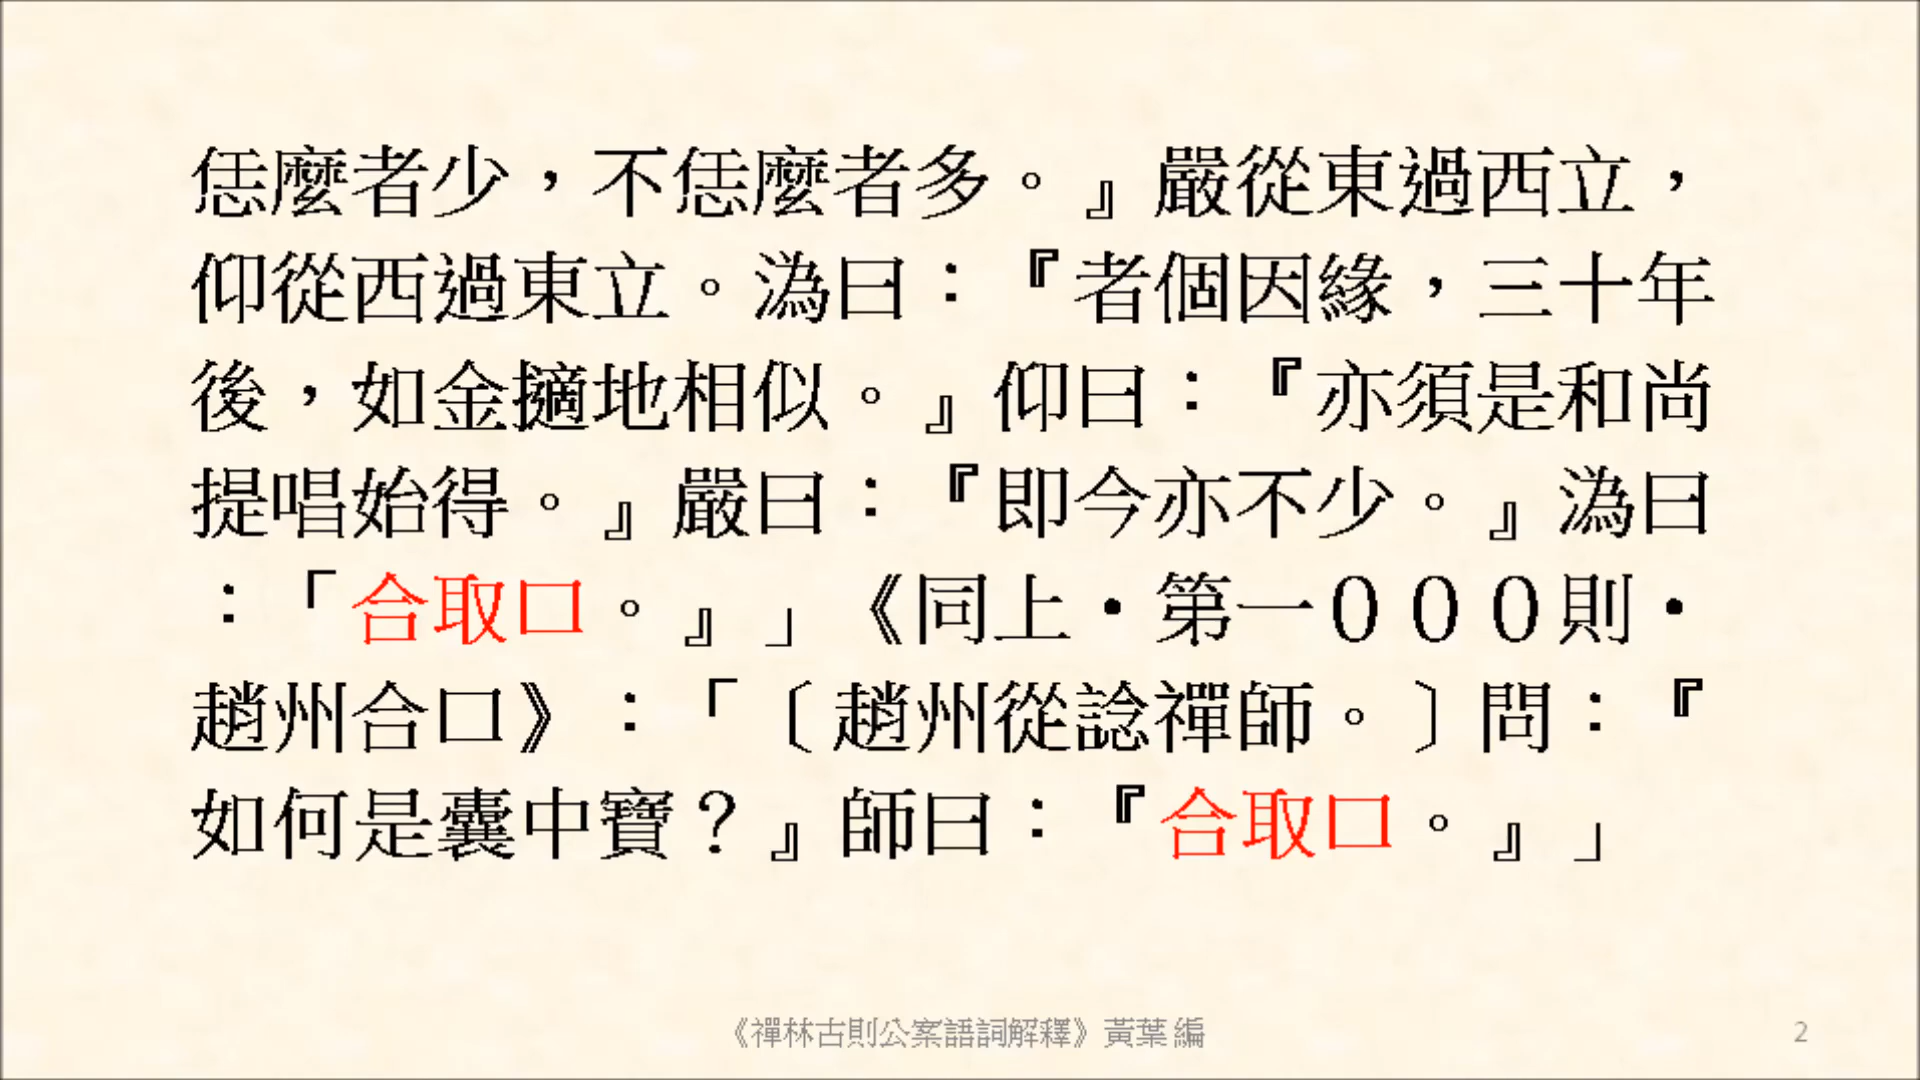 恁麼者少，不恁麼者多。』嚴從東過西立，
仰從西過東立。溈曰：『者個因緣，三十年
後，如金擿地相似。』仰曰：『亦須是和尚
提唱始得。』嚴曰：『即今亦不少。』溈曰
：「合取口。』」《同上‧第一０００則‧
趙州合口》：「〔趙州從諗禪師。〕問：『
如何是囊中寶？』師曰：『合取口。』」
《禪林古則公案語詞解釋》黃葉編
2